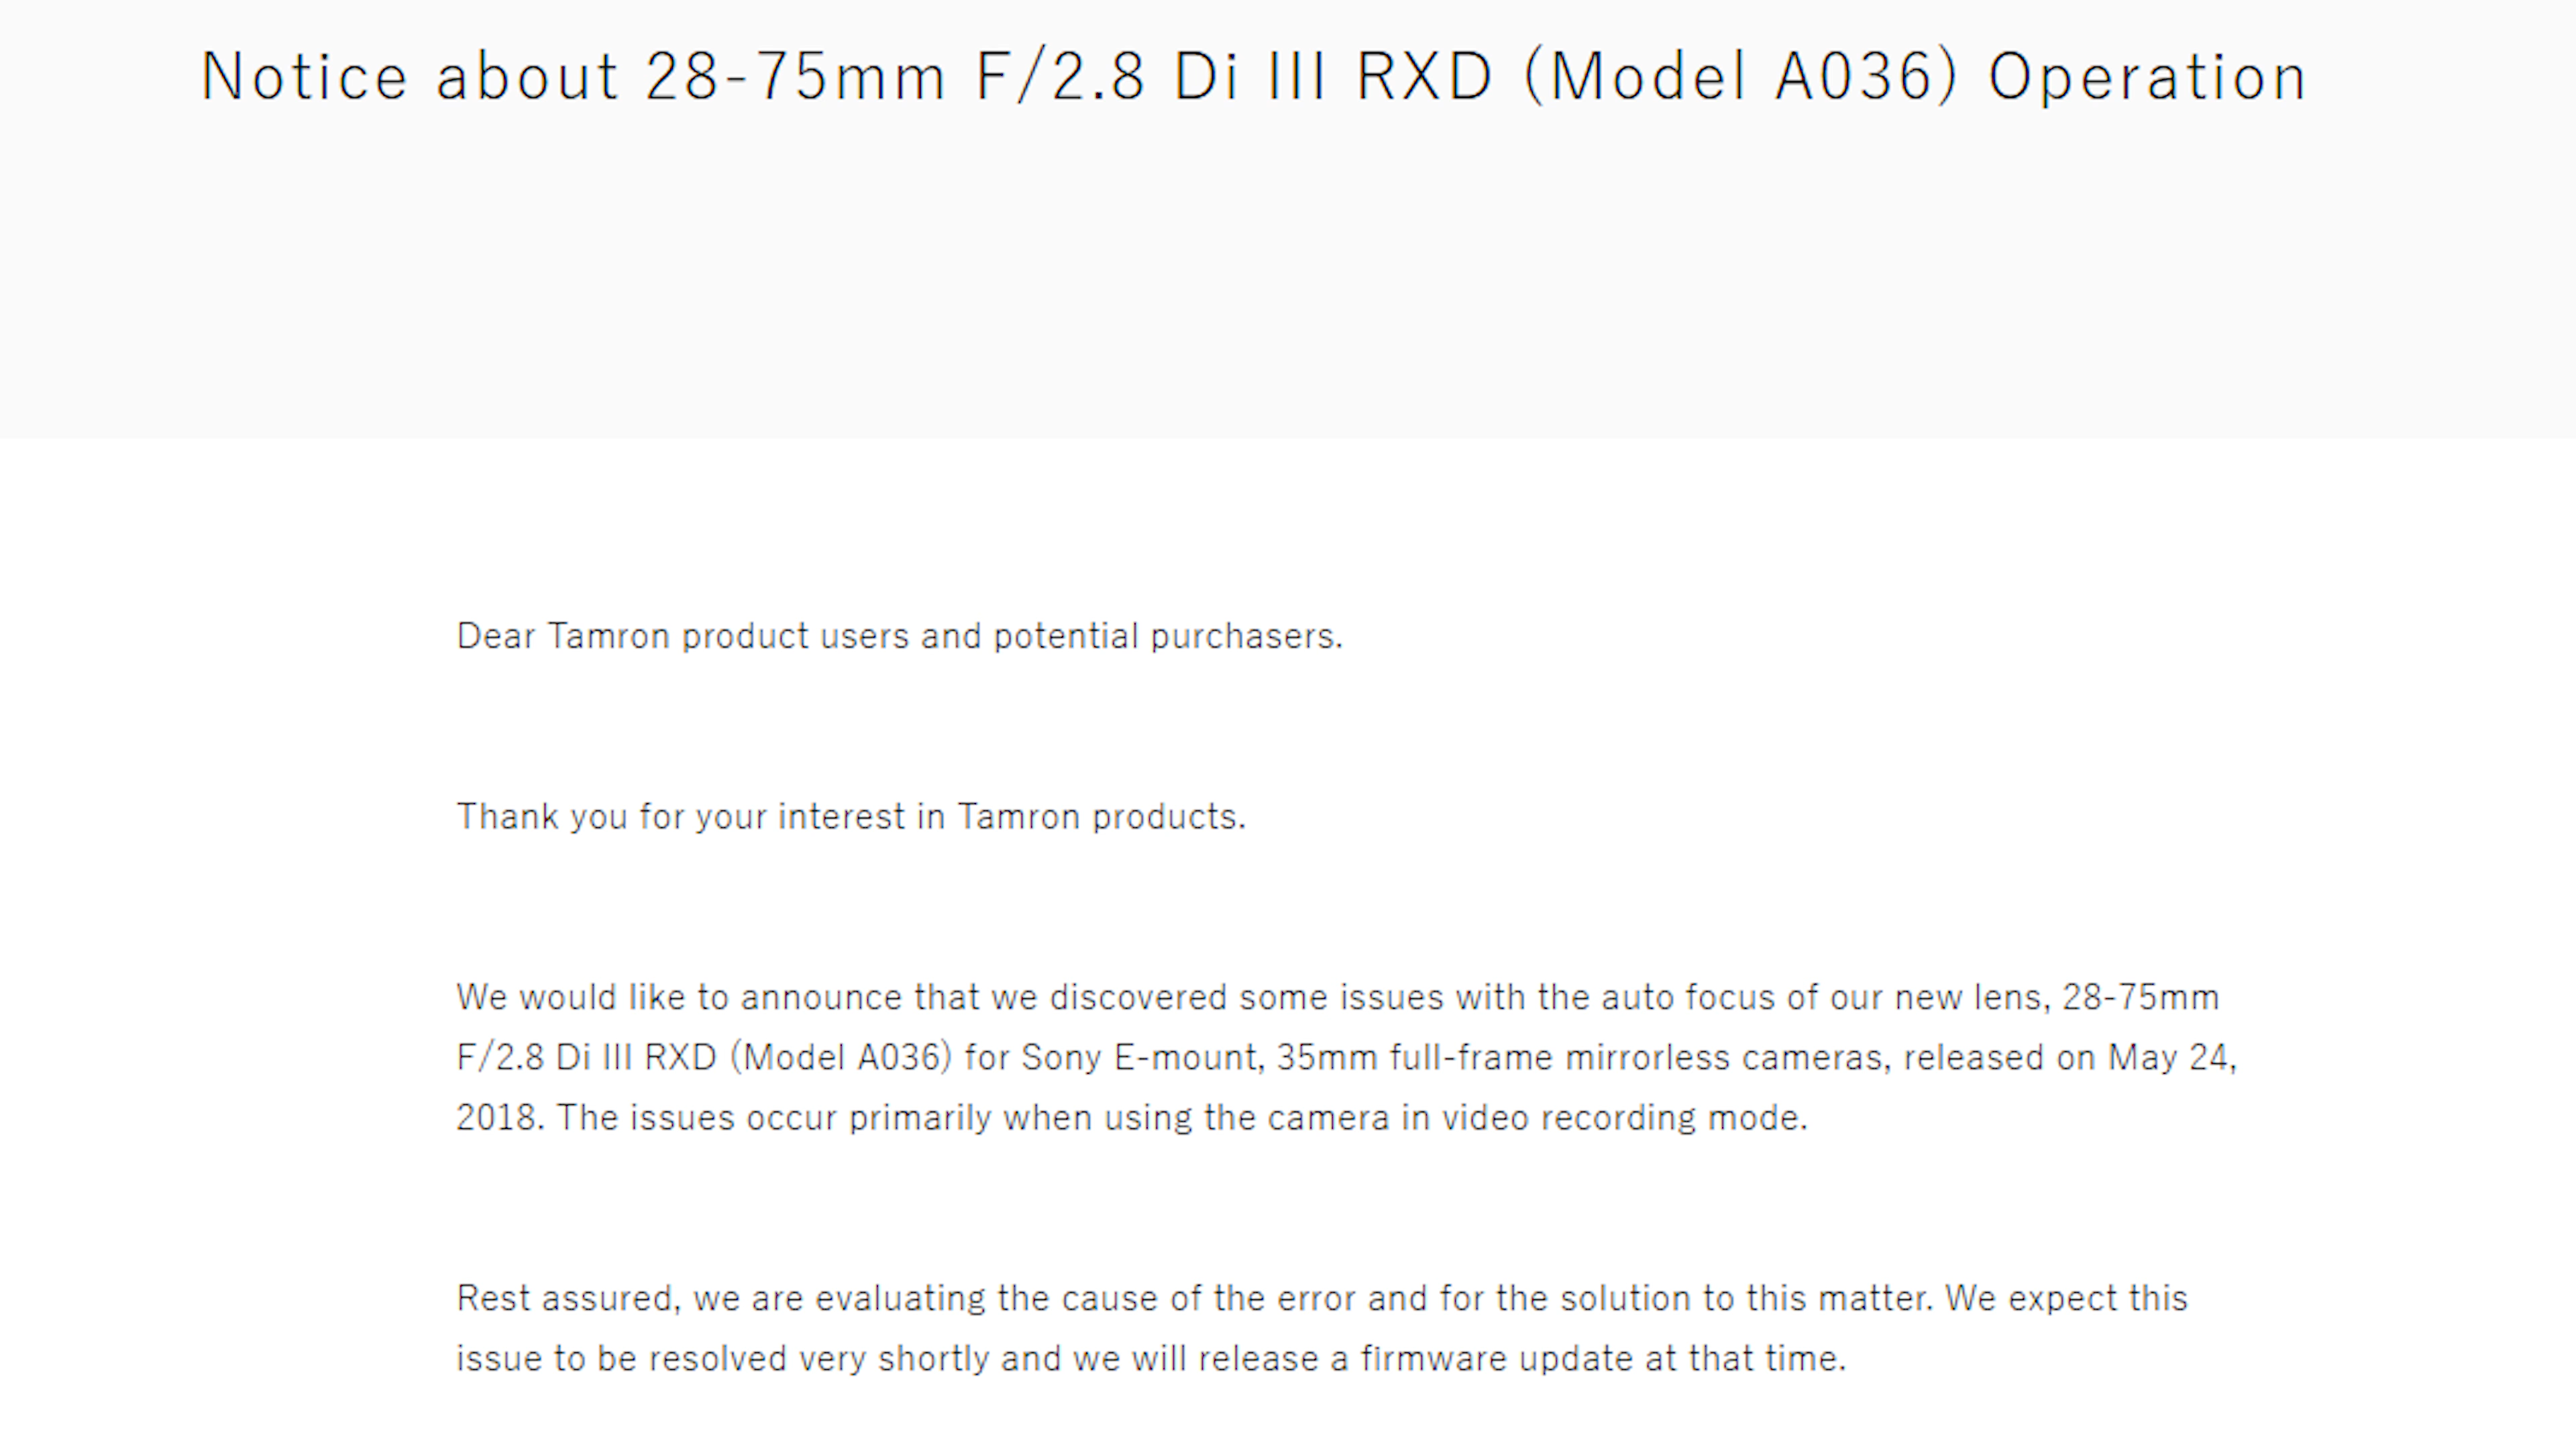 Notice about 28-75mm F/2.8 Di III RXD (Model A036) Operation
Dear Tamron product users and potential purchasers.
Thank you for your interest in Tamron products.
We would like to announce that we discovered some issues with the auto focus of our new lens, 28-75mm
F/2.8 Di III RXD (Model A036) for Sony E-mount, 35mm full-frame mirrorless cameras, released on May 24,
2018. The issues occur primarily when using the camera in video recording mode.
Rest assured, we are evaluating the cause of the error and for the solution to this matter. We expect this
issue to be resolved very shortly and we will release a firmware update at that time.